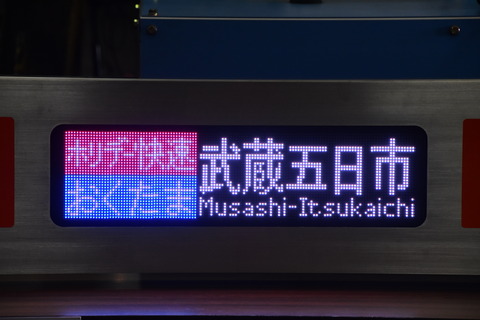 ホリデー快速
おくたま
武蔵五日市
Musashi-Itsukaichi